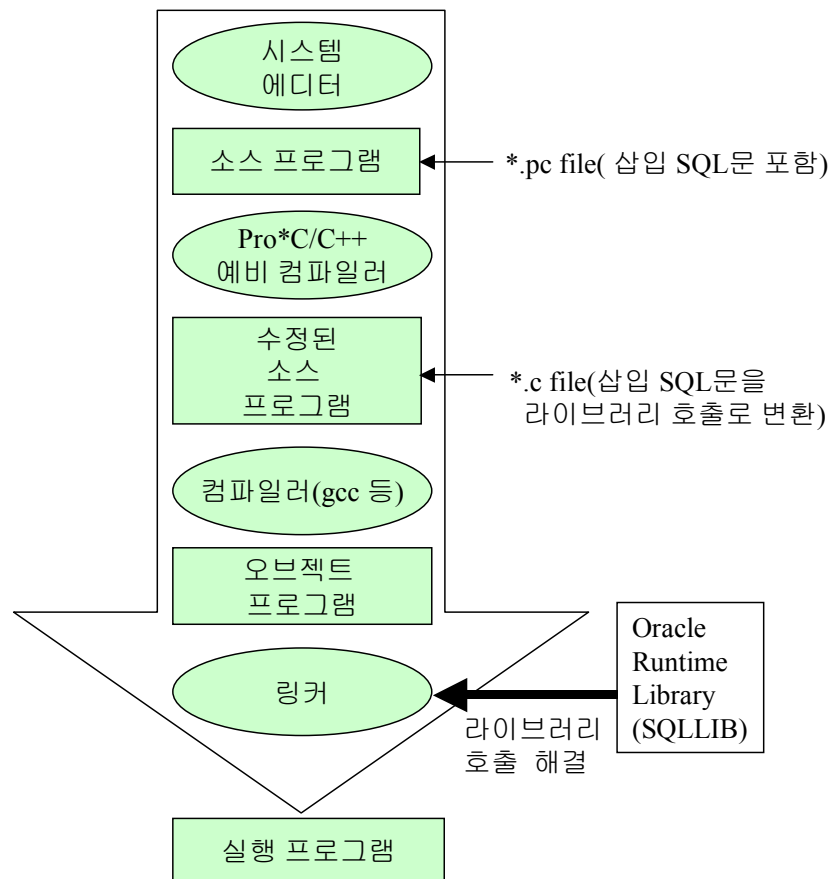 시스템
에디터
소스 프로그램
*.pc file( 삽입 SQL문 포함)
Pro*C/C++
예비 컴파일러
수정된
소스
프로그램
*.c file(삽입 SQL문을
라이브러리 호출로 변환)
컴파일러(gcc 등)
오브젝트
프로그램
링커
Oracle
Runtime
Library
(SQLLIB)
라이브러리
호출 해결
실행 프로그램